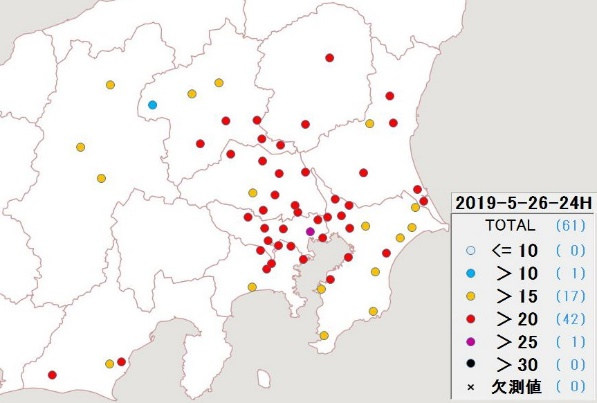 2019-5-26-24H
TOTAL (61)
<= 10 ( 0)
> 10 ( 1)
> 15 (17)
> 20 (42)
> 25 ( 1)
> 30 ( 0)
× 欠測値 ( 0)